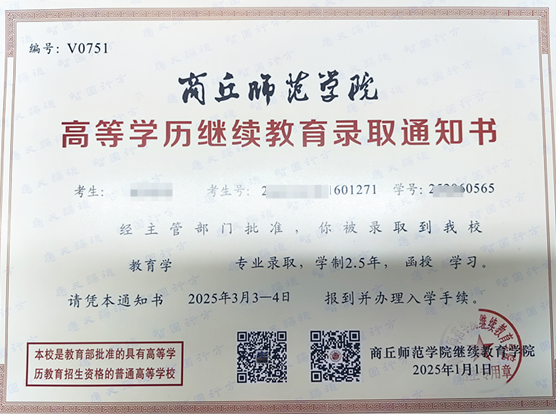 编号：V0751
商丘师范学院
高等学历继续教育录取通知书
考生： 考生号：2 1601271 学号： 0565
经主管部门批准，你被录取到我校
教育学 专业录取，学制2.5年，函授 学习。
请凭本通知书 2025年3月3—4日 报到并办理入学手续。
本校是教育部批准的具有高等学
历教育招生资格的普通高等学校
商丘师范学院继续教育学院
2025年1月1日